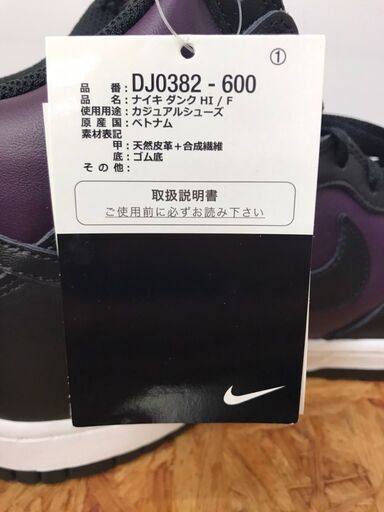 ①
品番：DJ0382 - 600
品名：ナイキ ダンク HI / F
使用用途：カジュアルシューズ
原産国：ベトナム
素材表記
甲：天然皮革＋合成繊維
底：ゴム底
その他：
取扱説明書
ご使用前に必ずお読み下さい